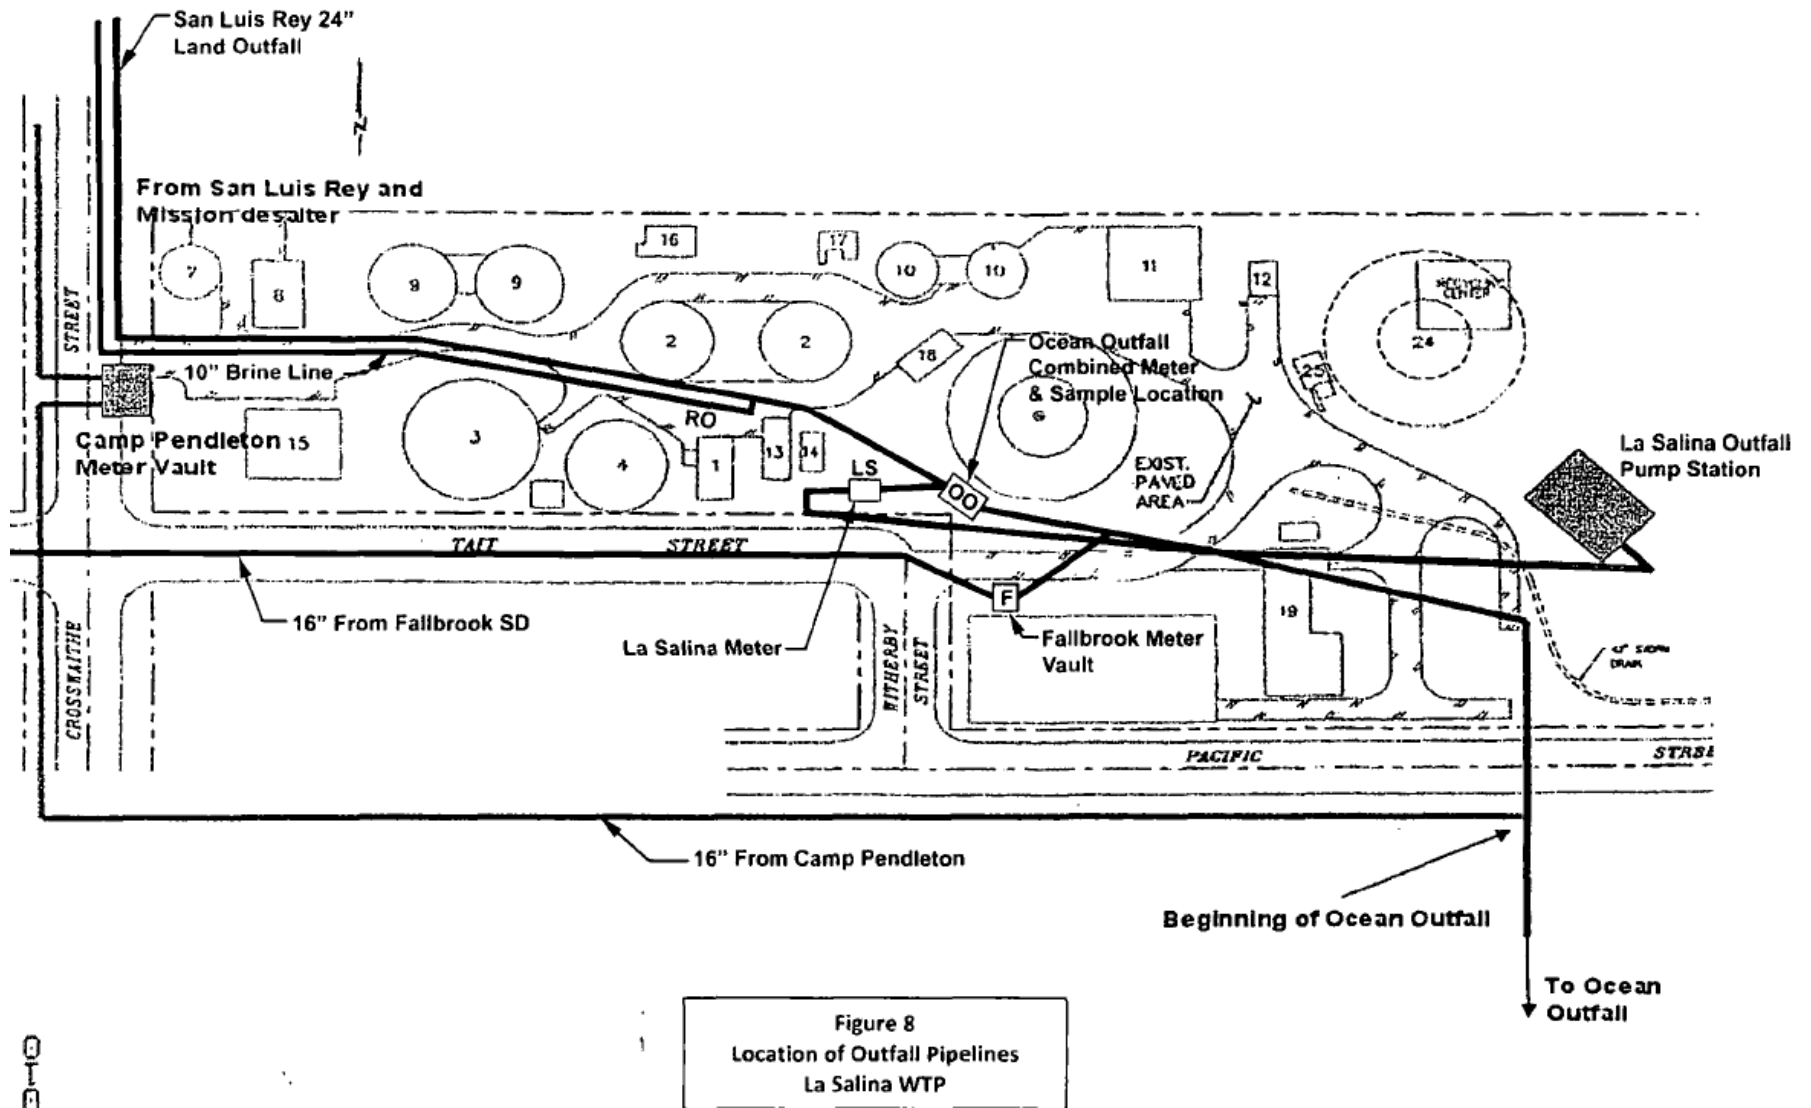 San Luis Rey 24"
Land Outfall
From San Luis Rey and
Mission desalter
STREET
7
8
9
9
16
17
10
10
11
12
RECYCLING
CENTER
24
25
2
2
18
Ocean Outfall
Combined Meter
& Sample Location
6
10" Brine Line
RO
Camp Pendleton
Meter Vault
15
3
4
1
13
14
LS
OO
EXIST.
PAVED
AREA
La Salina Outfall
Pump Station
TAIT STREET
16" From Fallbrook SD
La Salina Meter
F
Fallbrook Meter
Vault
19
DRAIN
CROSSWAITHE
WITHERBY
STREET
PACIFIC
16" From Camp Pendleton
Beginning of Ocean Outfall
To Ocean
Outfall
Figure 8
Location of Outfall Pipelines
La Salina WTP